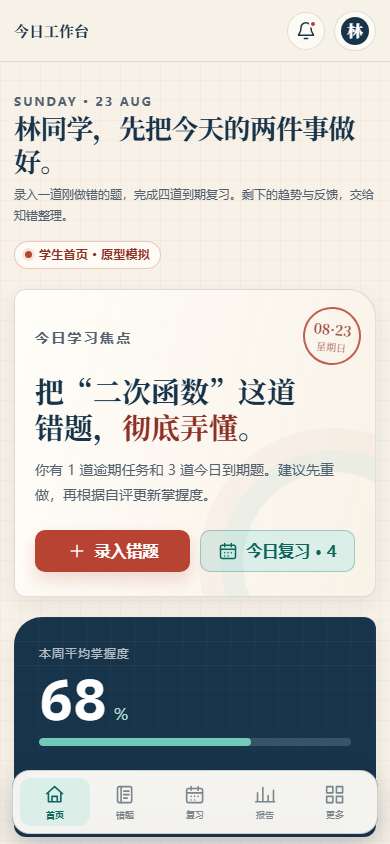 今日工作台
林
SUNDAY • 23 AUG
林同学，先把今天的两件事做
好。
录入一道刚做错的题，完成四道到期复习。剩下的趋势与反馈，交给
知错整理。
学生首页 • 原型模拟
今日学习焦点
08·23
星期日
把“二次函数”这道
错题，彻底弄懂。
你有 1 道逾期任务和 3 道今日到期题。建议先重
做，再根据自评更新掌握度。
录入错题
今日复习 • 4
本周平均掌握度
68 %
首页
错题
复习
报告
更多